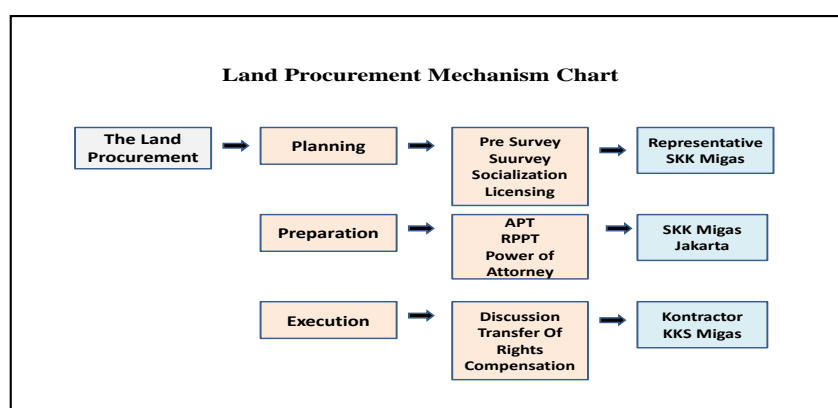 Land Procurement Mechanism Chart
The Land
Procurement
Planning
Pre Survey
Suurvey
Socialization
Licensing
Representative
SKK Migas
Preparation
APT
RPPT
Power of
Attorney
SKK Migas
Jakarta
Execution
Discussion
Transfer Of
Rights
Compensation
Kontractor
KKS Migas